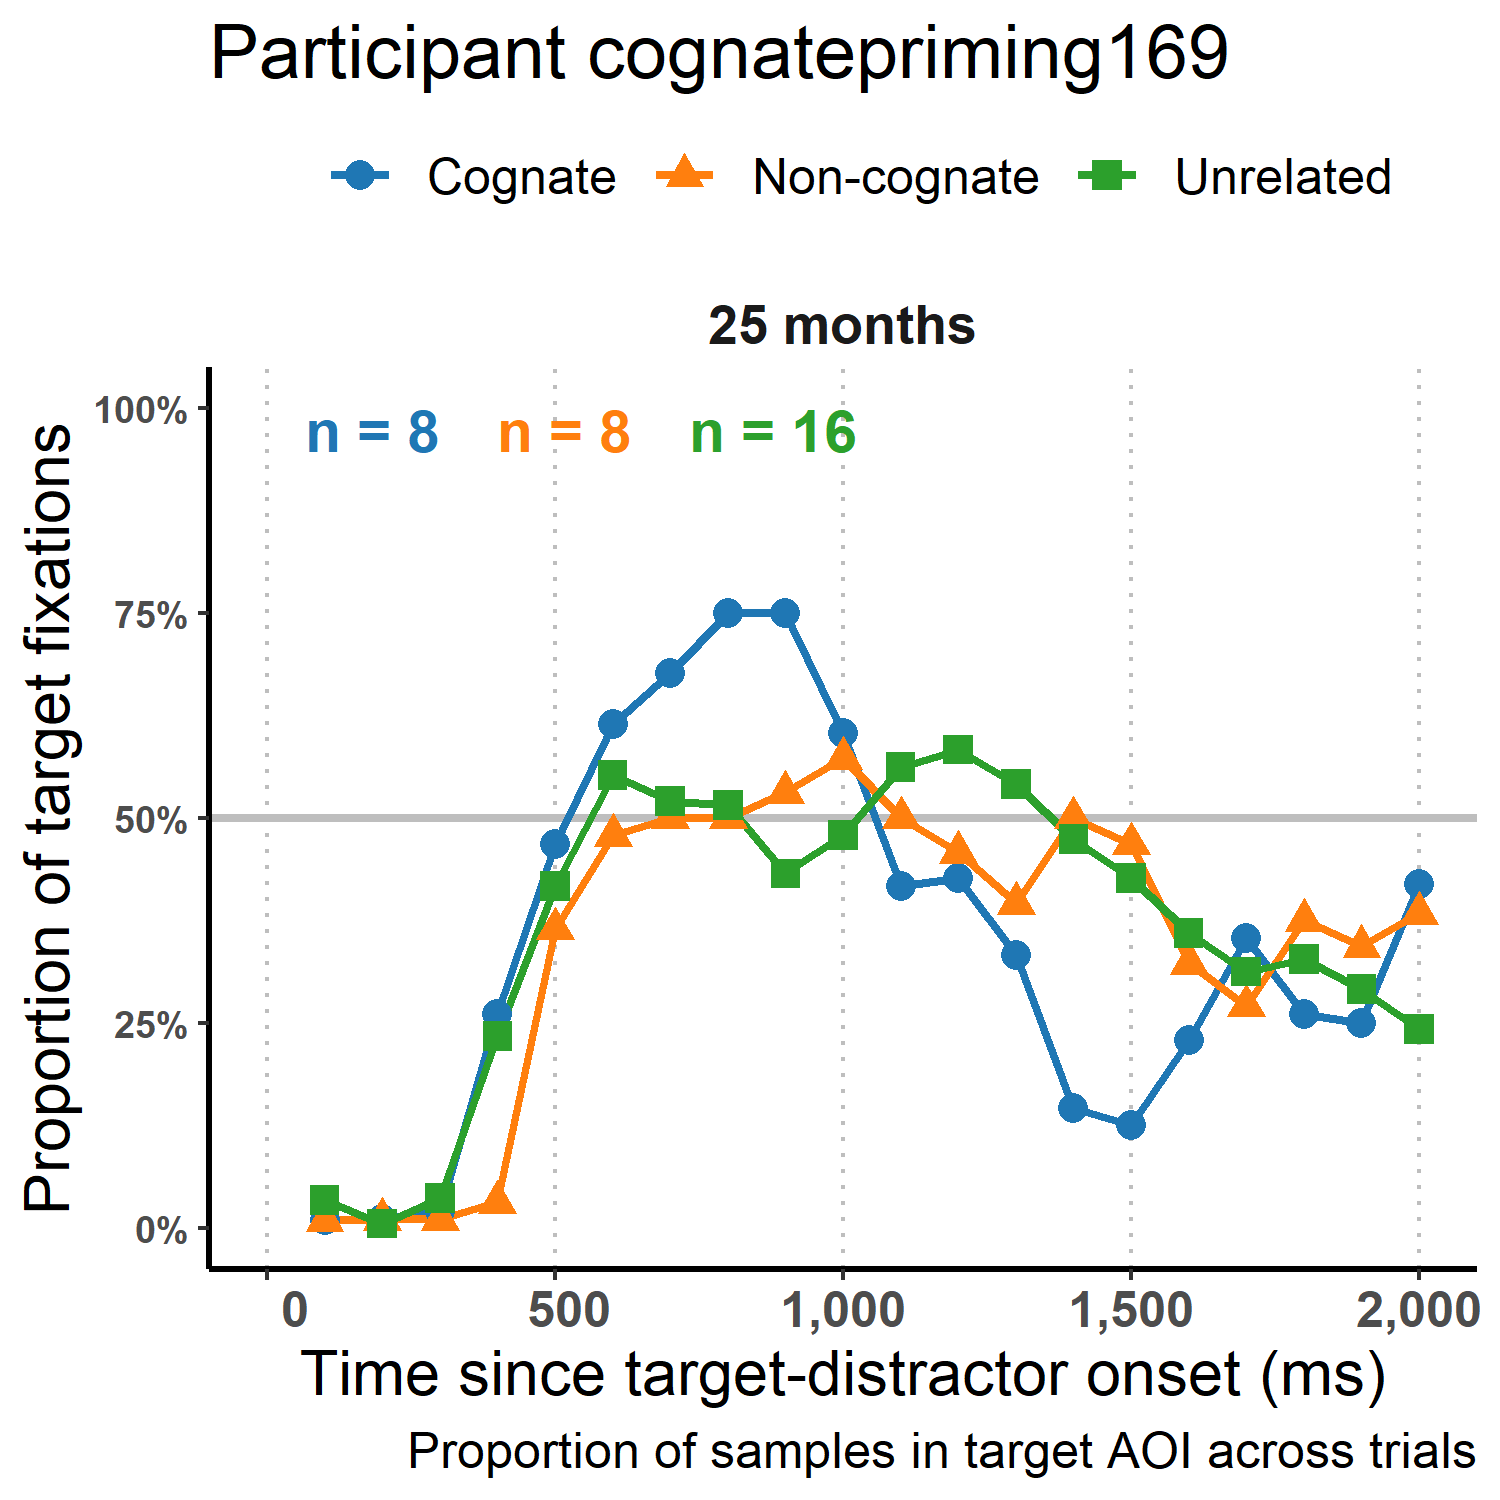 Participant cognatepriming169
Cognate Non-cognate Unrelated
25 months
n = 8 n = 8 n = 16
100%
75%
50%
25%
0%
Proportion of target fixations
0 500 1,000 1,500 2,000
Time since target-distractor onset (ms)
Proportion of samples in target AOI across trials